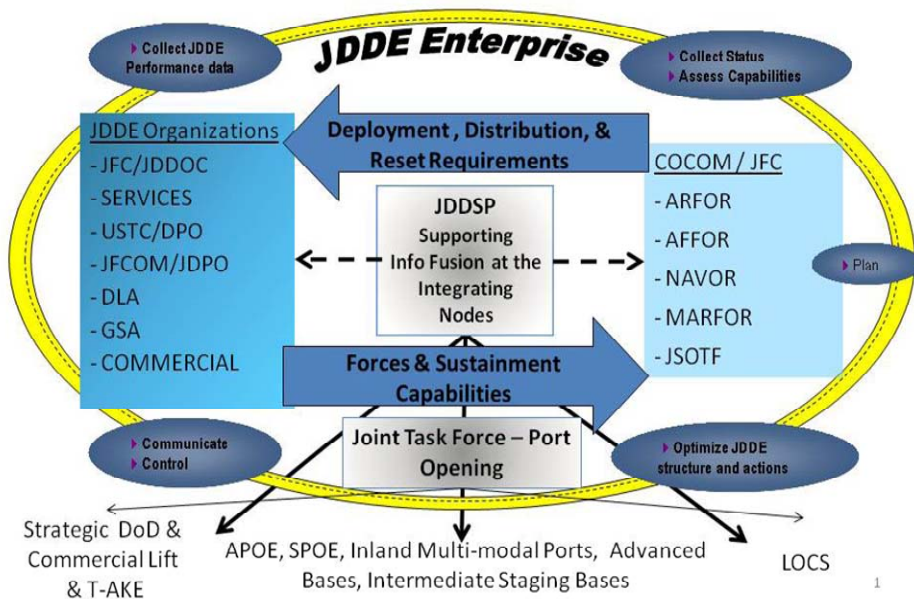 JDDE Enterprise
Collect JDDE
Performance data
Collect Status
Assess Capabilities
JDDE Organizations
- JFC/JDDOC
- SERVICES
- USTC/DPO
- JFCOM/JDPO
- DLA
- GSA
- COMMERCIAL
Deployment , Distribution, &
Reset Requirements
JDDSP
Supporting
Info Fusion at the
Integrating
Nodes
COCOM / JFC
- ARFOR
- AFFOR
- NAVOR
- MARFOR
- JSOTF
Plan
Forces & Sustainment
Capabilities
Joint Task Force – Port
Opening
Communicate
Control
Optimize JDDE
structure and actions
Strategic DoD &
Commercial Lift
& T-AKE
APOE, SPOE, Inland Multi-modal Ports, Advanced
Bases, Intermediate Staging Bases
LOCS
1